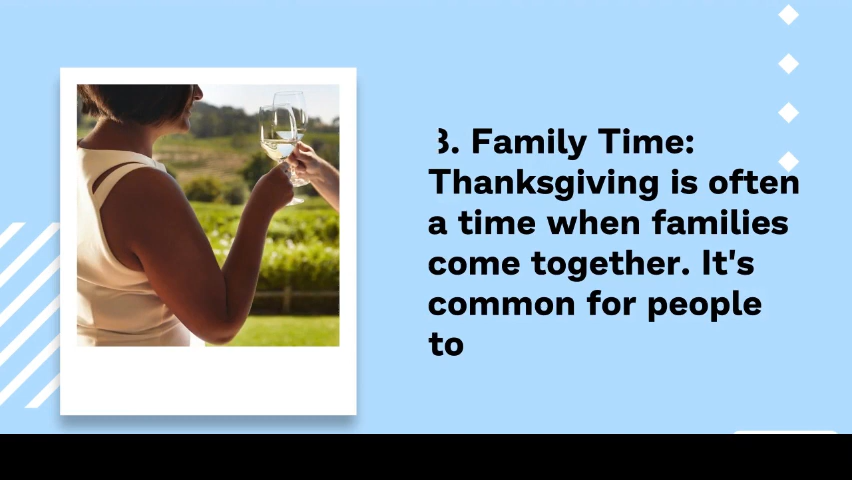 3. Family Time:
Thanksgiving is often
a time when families
come together. It's
common for people
to